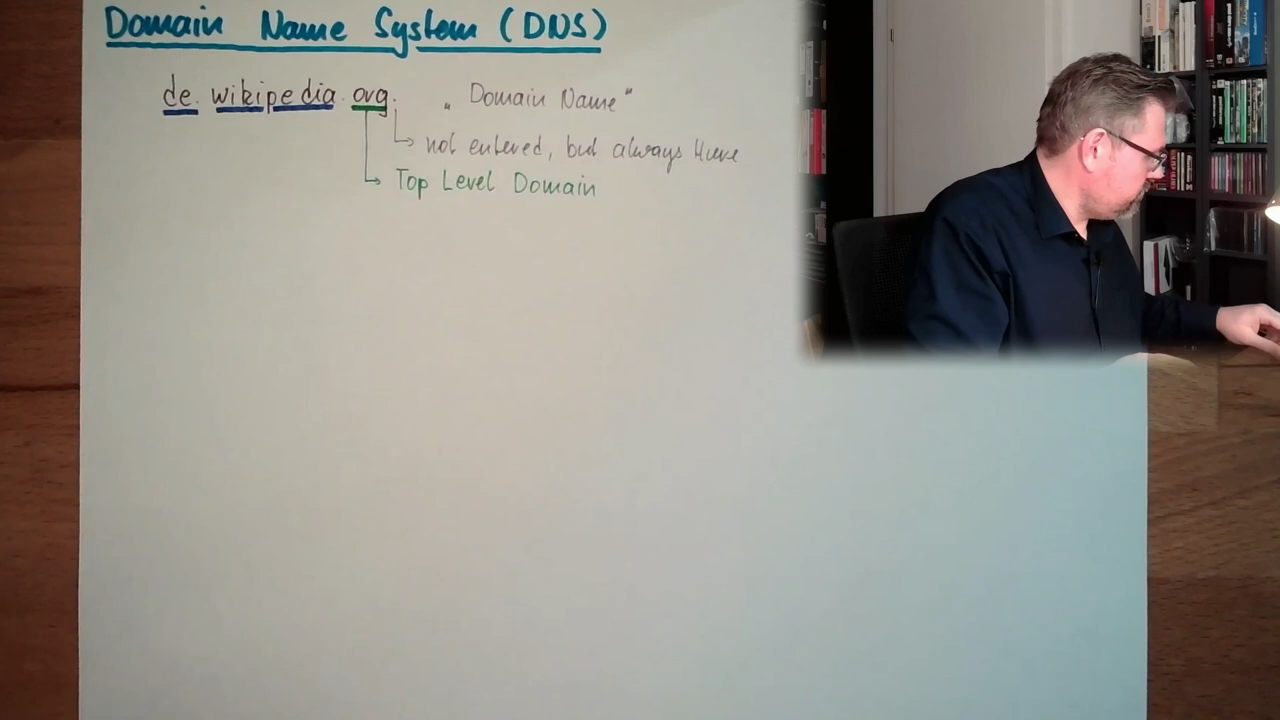 Domain Name System (DNS)
de.wikipedia.org. „Domain Name"
not entered, but always there
Top Level Domain